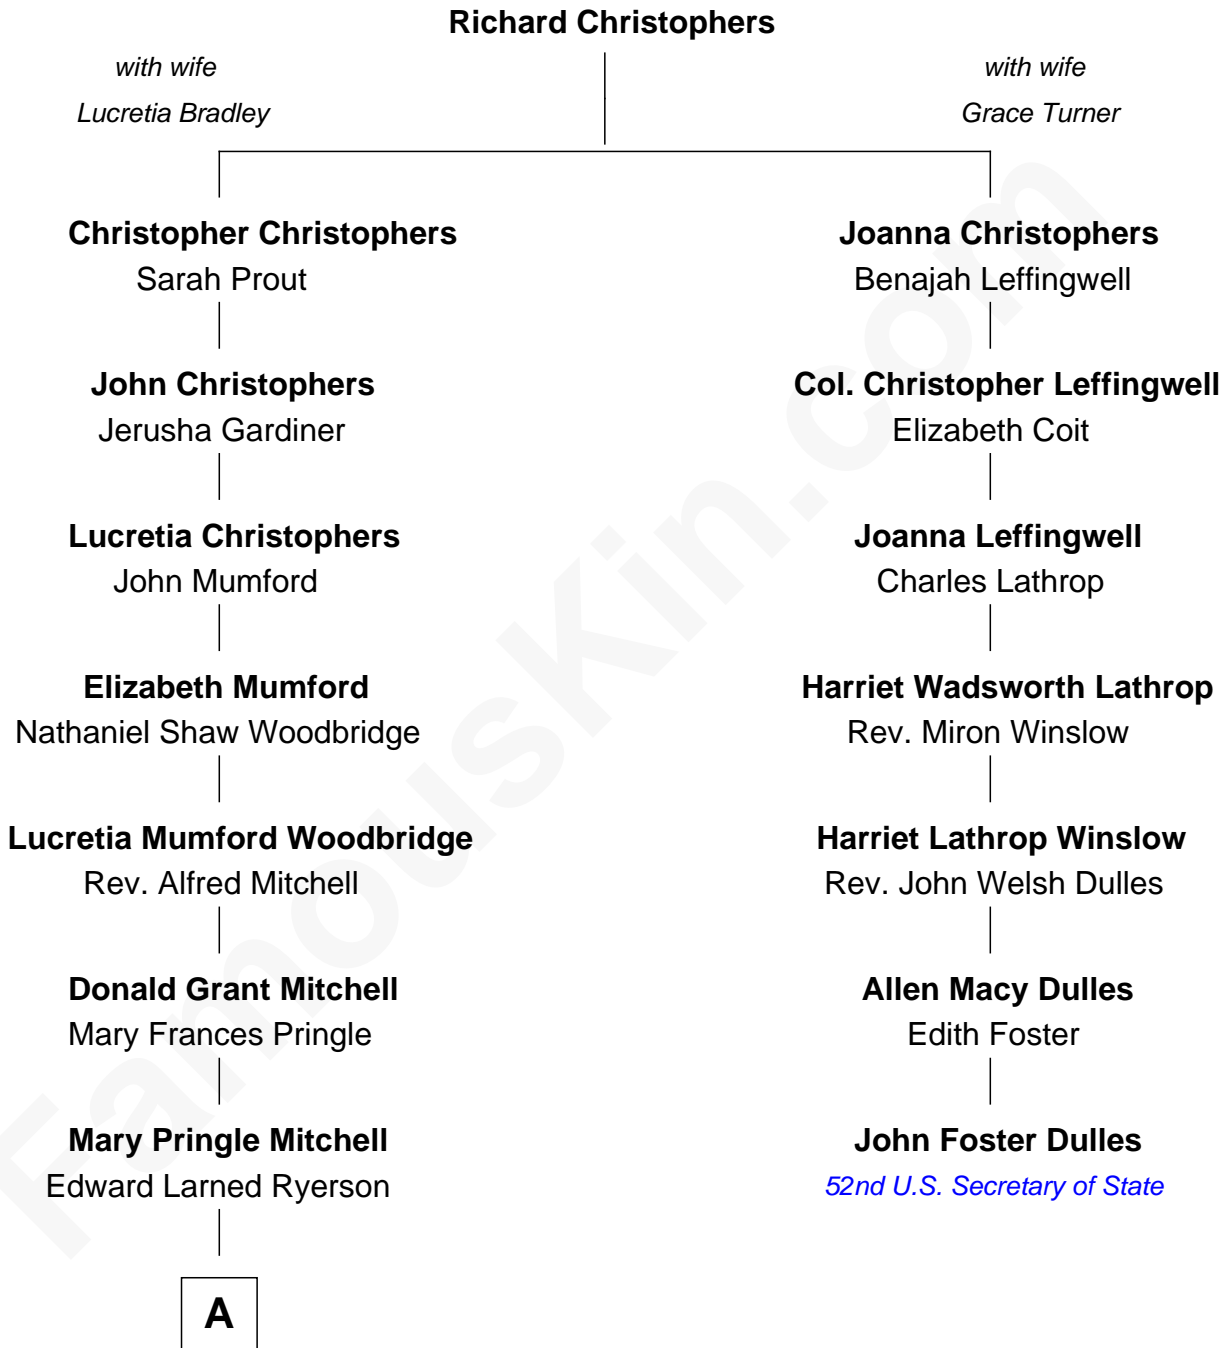 Richard Christophers
with wife
Lucretia Bradley
with wife
Grace Turner
Christopher Christophers
Sarah Prout
Joanna Christophers
Benajah Leffingwell
John Christophers
Jerusha Gardiner
Col. Christopher Leffingwell
Elizabeth Coit
Lucretia Christophers
John Mumford
Joanna Leffingwell
Charles Lathrop
Elizabeth Mumford
Nathaniel Shaw Woodbridge
Harriet Wadsworth Lathrop
Rev. Miron Winslow
Lucretia Mumford Woodbridge
Rev. Alfred Mitchell
Harriet Lathrop Winslow
Rev. John Welsh Dulles
Donald Grant Mitchell
Mary Frances Pringle
Allen Macy Dulles
Edith Foster
Mary Pringle Mitchell
Edward Larned Ryerson
John Foster Dulles
52nd U.S. Secretary of State
A
FamousKin.com